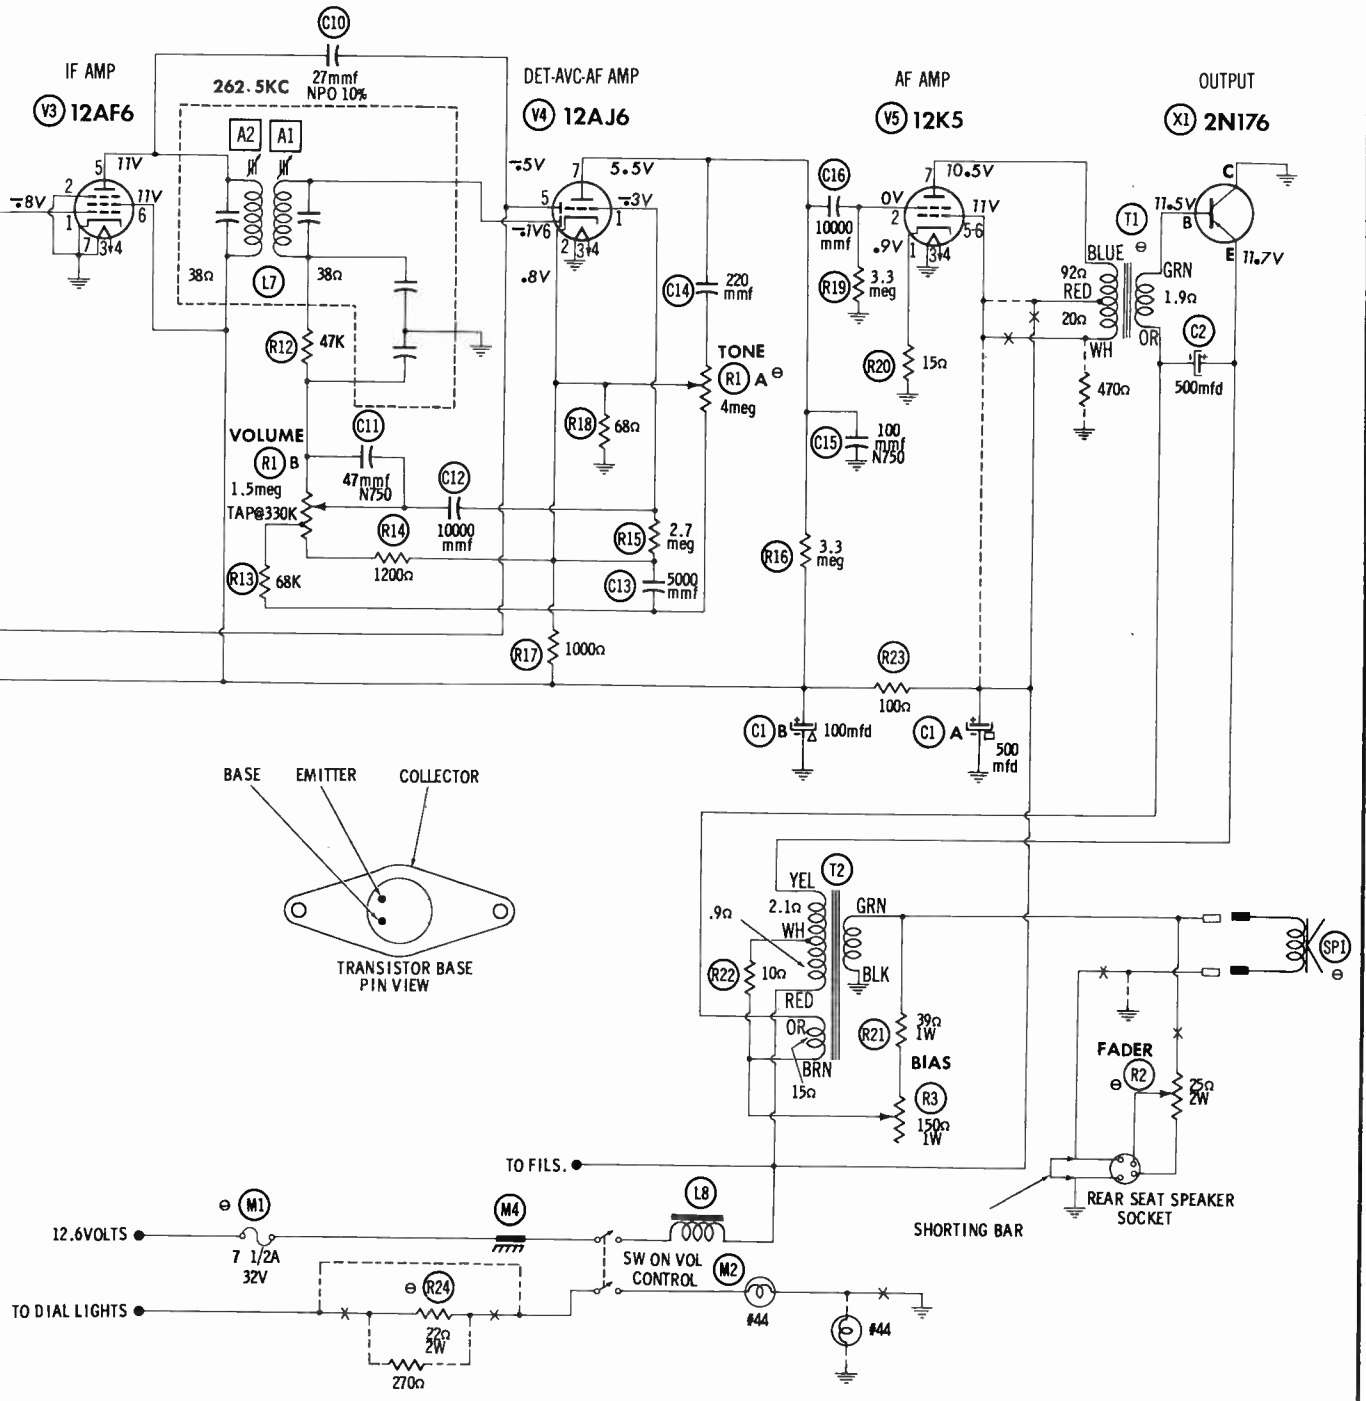 C10
27mmf
NPO 10%
IF AMP
V3 12AF6
262.5KC
A2 A1
DET-AVC-AF AMP
V4 12AJ6
AF AMP
V5 12K5
OUTPUT
X1 2N176
5 11V
2 11V
-.8V
1 6
7 3 4
-.5V
7 5.5V
5 -.3V
-.1V 6 1
2 3 4
.8V
C16
10000
mmf
7 10.5V
0V 11V
2 5-6
.9V
1 3 4
R19 3.3
meg
T1 ⊖
C
11.5V
B
E 11.7V
BLUE
92Ω
RED
20Ω
WH
GRN
1.9Ω
OR
C2
500mfd
470Ω
38Ω L7 38Ω
C14 220
mmf
R12 47K
TONE
R1 A ⊖
4meg
R20 15Ω
R18 68Ω
C15 100
mmf
N750
VOLUME
R1 B
1.5meg
TAP@330K
C11
47mmf
N750
C12
10000
mmf
R14
1200Ω
R15 2.7
meg
R16 3.3
meg
R13 68K
C13 5000
mmf
R17 1000Ω
R23
100Ω
C1 B 100mfd
C1 A 500
mfd
BASE EMITTER COLLECTOR
TRANSISTOR BASE
PIN VIEW
T2
YEL
2.1Ω
.9Ω
WH
GRN
R22 10Ω
BLK
RED
OR
BRN
15Ω
R21 39Ω
1W
BIAS
R3
150Ω
1W
SP1
⊖
FADER
⊖ R2
25Ω
2W
TO FILS.
REAR SEAT SPEAKER
SOCKET
SHORTING BAR
12.6VOLTS
⊖ M1
7 1/2A
32V
M4
L8
SW ON VOL
CONTROL
M2
#44
#44
TO DIAL LIGHTS
⊖ R24
22Ω
2W
270Ω